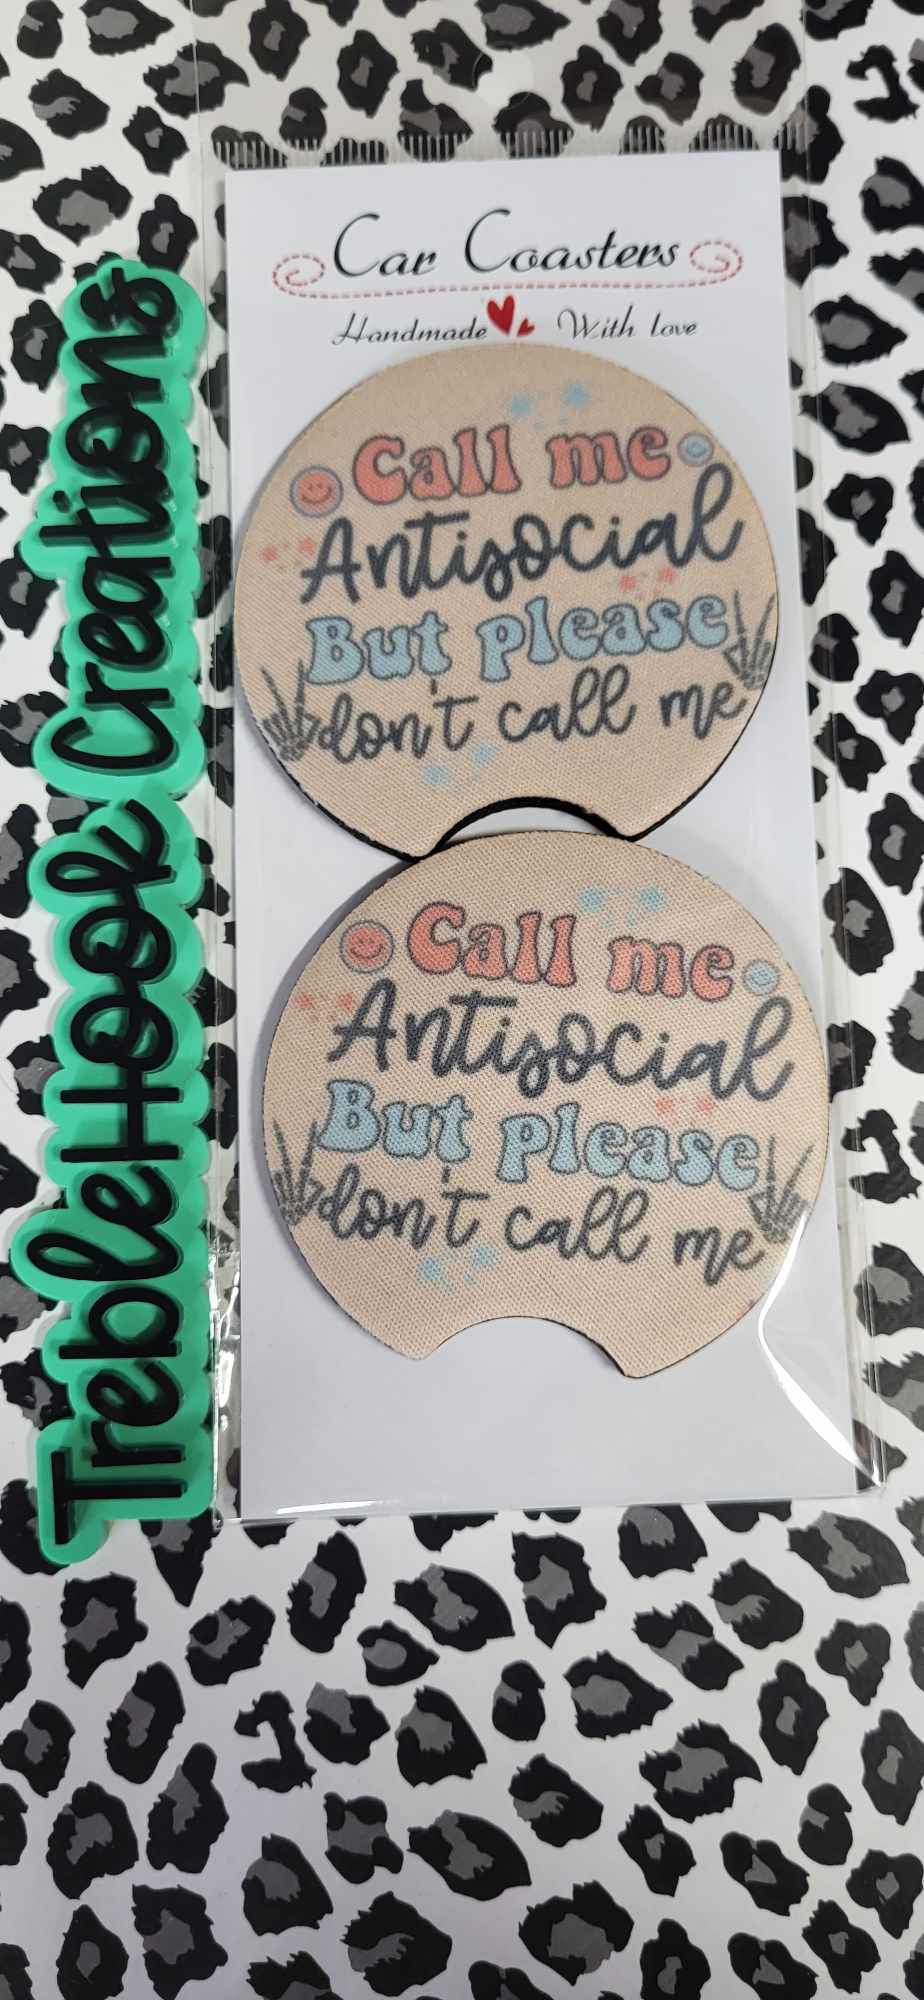 Car Coasters
Handmade With love
Call me
Antisocial
But please
don't call me
Call me
Antisocial
But please
don't call me
TrebleHook Creations